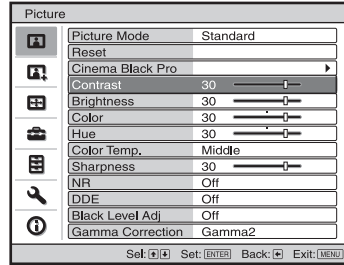 Picture
Picture Mode Standard
Reset
Cinema Black Pro
Contrast 30
Brightness 30
Color 30
Hue 30
Color Temp. Middle
Sharpness 30
NR Off
DDE Off
Black Level Adj Off
Gamma Correction Gamma2
Sel: Set: ENTER Back: Exit: MENU